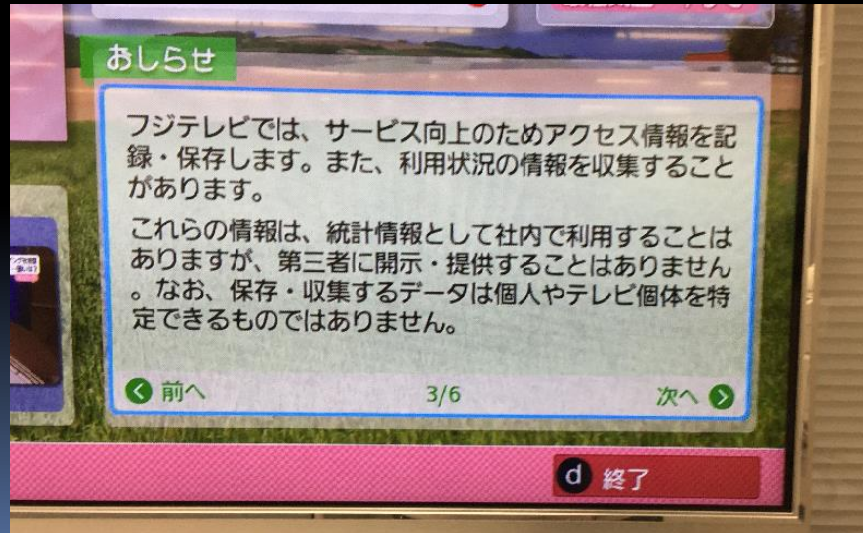 おしらせ
フジテレビでは、サービス向上のためアクセス情報を記
録・保存します。また、利用状況の情報を収集すること
があります。
これらの情報は、統計情報として社内で利用することは
ありますが、第三者に開示・提供することはありません
。なお、保存・収集するデータは個人やテレビ個体を特
定できるものではありません。
前へ 3/6 次へ
d 終了